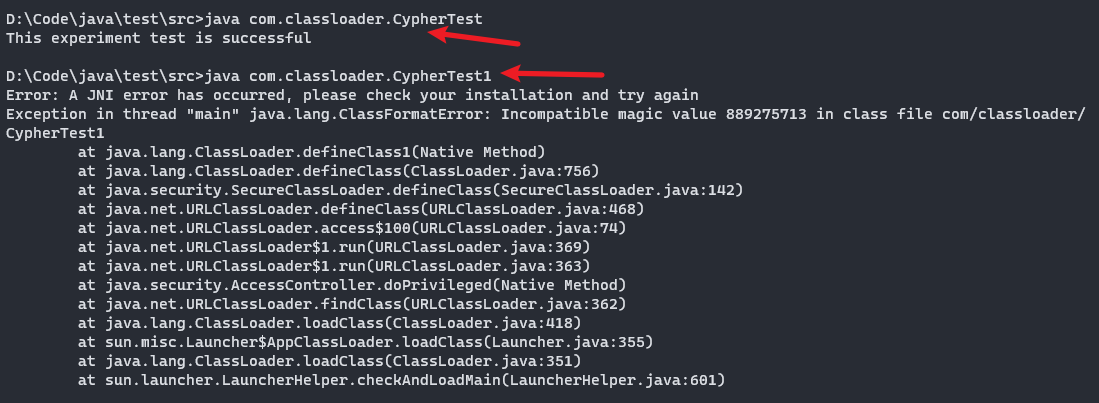 D:\Code\java\test\src>java com.classloader.CypherTest
This experiment test is successful
D:\Code\java\test\src>java com.classloader.CypherTest1
Error: A JNI error has occurred, please check your installation and try again
Exception in thread "main" java.lang.ClassFormatError: Incompatible magic value 889275713 in class file com/classloader/
CypherTest1
        at java.lang.ClassLoader.defineClass1(Native Method)
        at java.lang.ClassLoader.defineClass(ClassLoader.java:756)
        at java.security.SecureClassLoader.defineClass(SecureClassLoader.java:142)
        at java.net.URLClassLoader.defineClass(URLClassLoader.java:468)
        at java.net.URLClassLoader.access$100(URLClassLoader.java:74)
        at java.net.URLClassLoader$1.run(URLClassLoader.java:369)
        at java.net.URLClassLoader$1.run(URLClassLoader.java:363)
        at java.security.AccessController.doPrivileged(Native Method)
        at java.net.URLClassLoader.findClass(URLClassLoader.java:362)
        at java.lang.ClassLoader.loadClass(ClassLoader.java:418)
        at sun.misc.Launcher$AppClassLoader.loadClass(Launcher.java:355)
        at java.lang.ClassLoader.loadClass(ClassLoader.java:351)
        at sun.launcher.LauncherHelper.checkAndLoadMain(LauncherHelper.java:601)